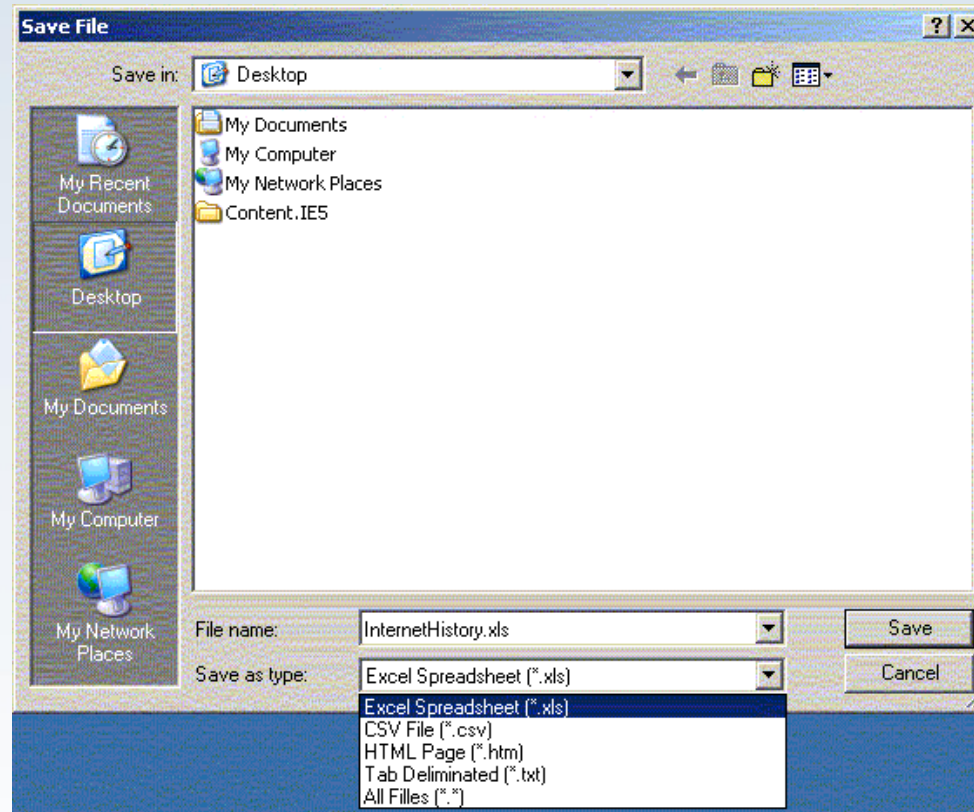 Save File
Save in:
Desktop
My Documents
My Computer
My Network Places
Content.IE5
My Recent
Documents
Desktop
My Documents
My Computer
My Network
Places
File name:
InternetHistory.xls
Save
Save as type:
Excel Spreadsheet (*.xls)
Cancel
Excel Spreadsheet (*.xls)
CSV File (*.csv)
HTML Page (*.htm)
Tab Deliminated (*.txt)
All Filles (*.*)